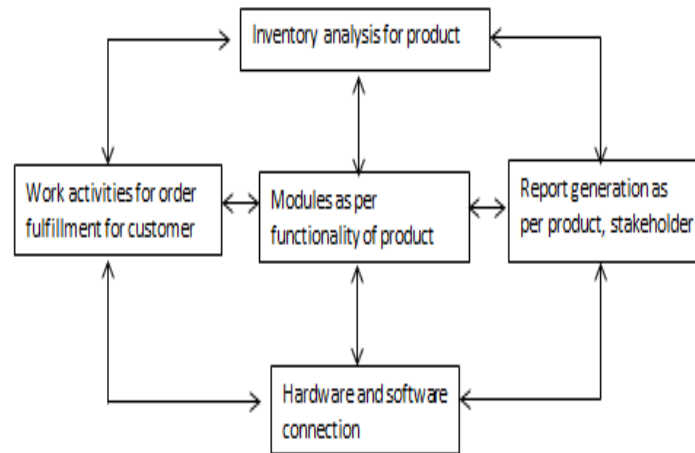 Inventory analysis for product
Work activities for order
fulfillment for customer
Modules as per
functionality of product
Report generation as
per product, stakeholder
Hardware and software
connection